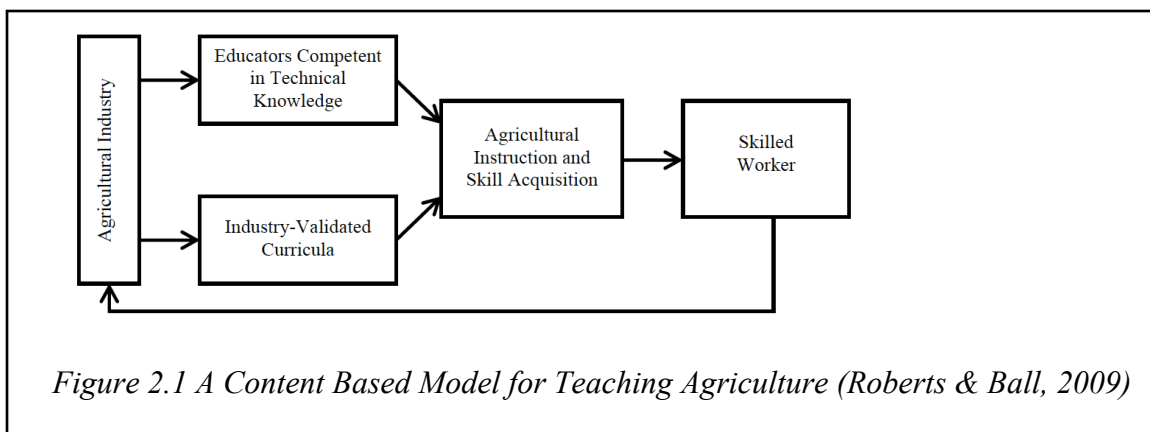 Agricultural Industry
Educators Competent
in Technical
Knowledge
Industry-Validated
Curricula
Agricultural
Instruction and
Skill Acquisition
Skilled
Worker
Figure 2.1 A Content Based Model for Teaching Agriculture (Roberts & Ball, 2009)